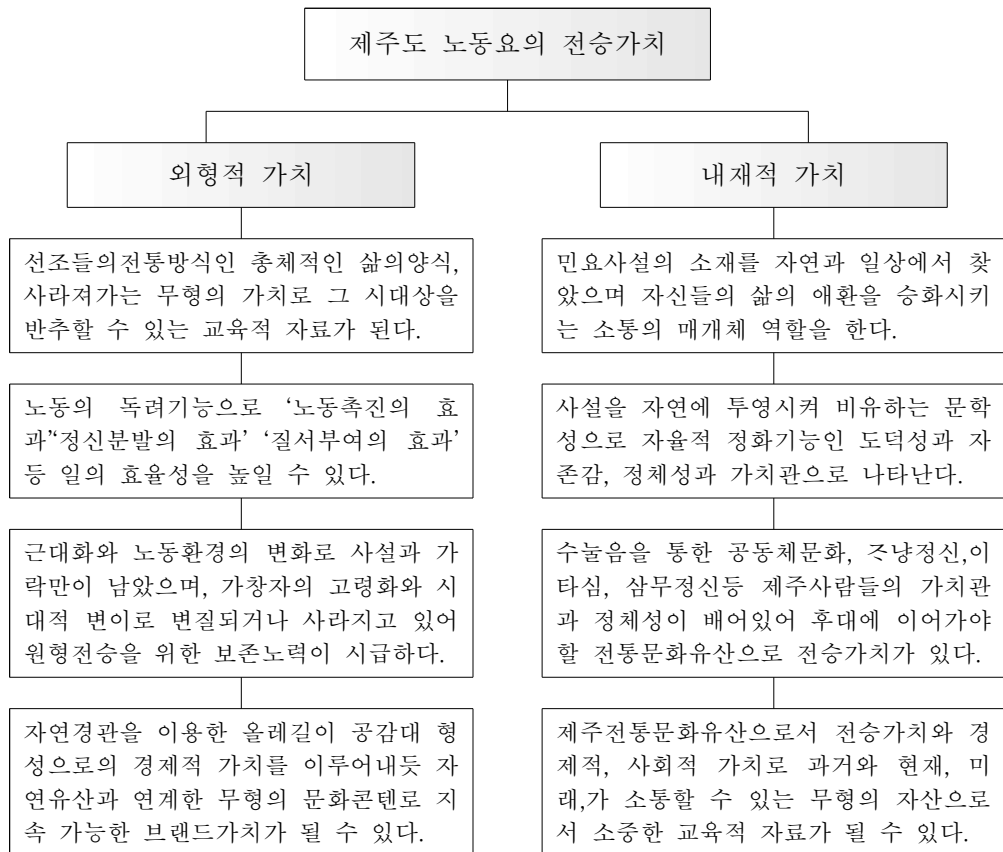 제주도 노동요의 전승가치
외형적 가치
선조들의전통방식인 총체적인 삶의양식,
사라져가는 무형의 가치로 그 시대상을
반추할 수 있는 교육적 자료가 된다.
노동의 독려기능으로 ‘노동촉진의 효
과’‘정신분발의 효과’ ‘질서부여의 효과’
등 일의 효율성을 높일 수 있다.
근대화와 노동환경의 변화로 사설과 가
락만이 남았으며, 가창자의 고령화와 시
대적 변이로 변질되거나 사라지고 있어
원형전승을 위한 보존노력이 시급하다.
자연경관을 이용한 올레길이 공감대 형
성으로의 경제적 가치를 이루어내듯 자
연유산과 연계한 무형의 문화콘텐로 지
속 가능한 브랜드가치가 될 수 있다.
내재적 가치
민요사설의 소재를 자연과 일상에서 찾
았으며 자신들의 삶의 애환을 승화시키
는 소통의 매개체 역할을 한다.
사설을 자연에 투영시켜 비유하는 문학
성으로 자율적 정화기능인 도덕성과 자
존감, 정체성과 가치관으로 나타난다.
수눌음을 통한 공동체문화, ᄌᆞ냥정신,이
타심, 삼무정신등 제주사람들의 가치관
과 정체성이 배어있어 후대에 이어가야
할 전통문화유산으로 전승가치가 있다.
제주전통문화유산으로서 전승가치와 경
제적, 사회적 가치로 과거와 현재, 미
래,가 소통할 수 있는 무형의 자산으로
서 소중한 교육적 자료가 될 수 있다.